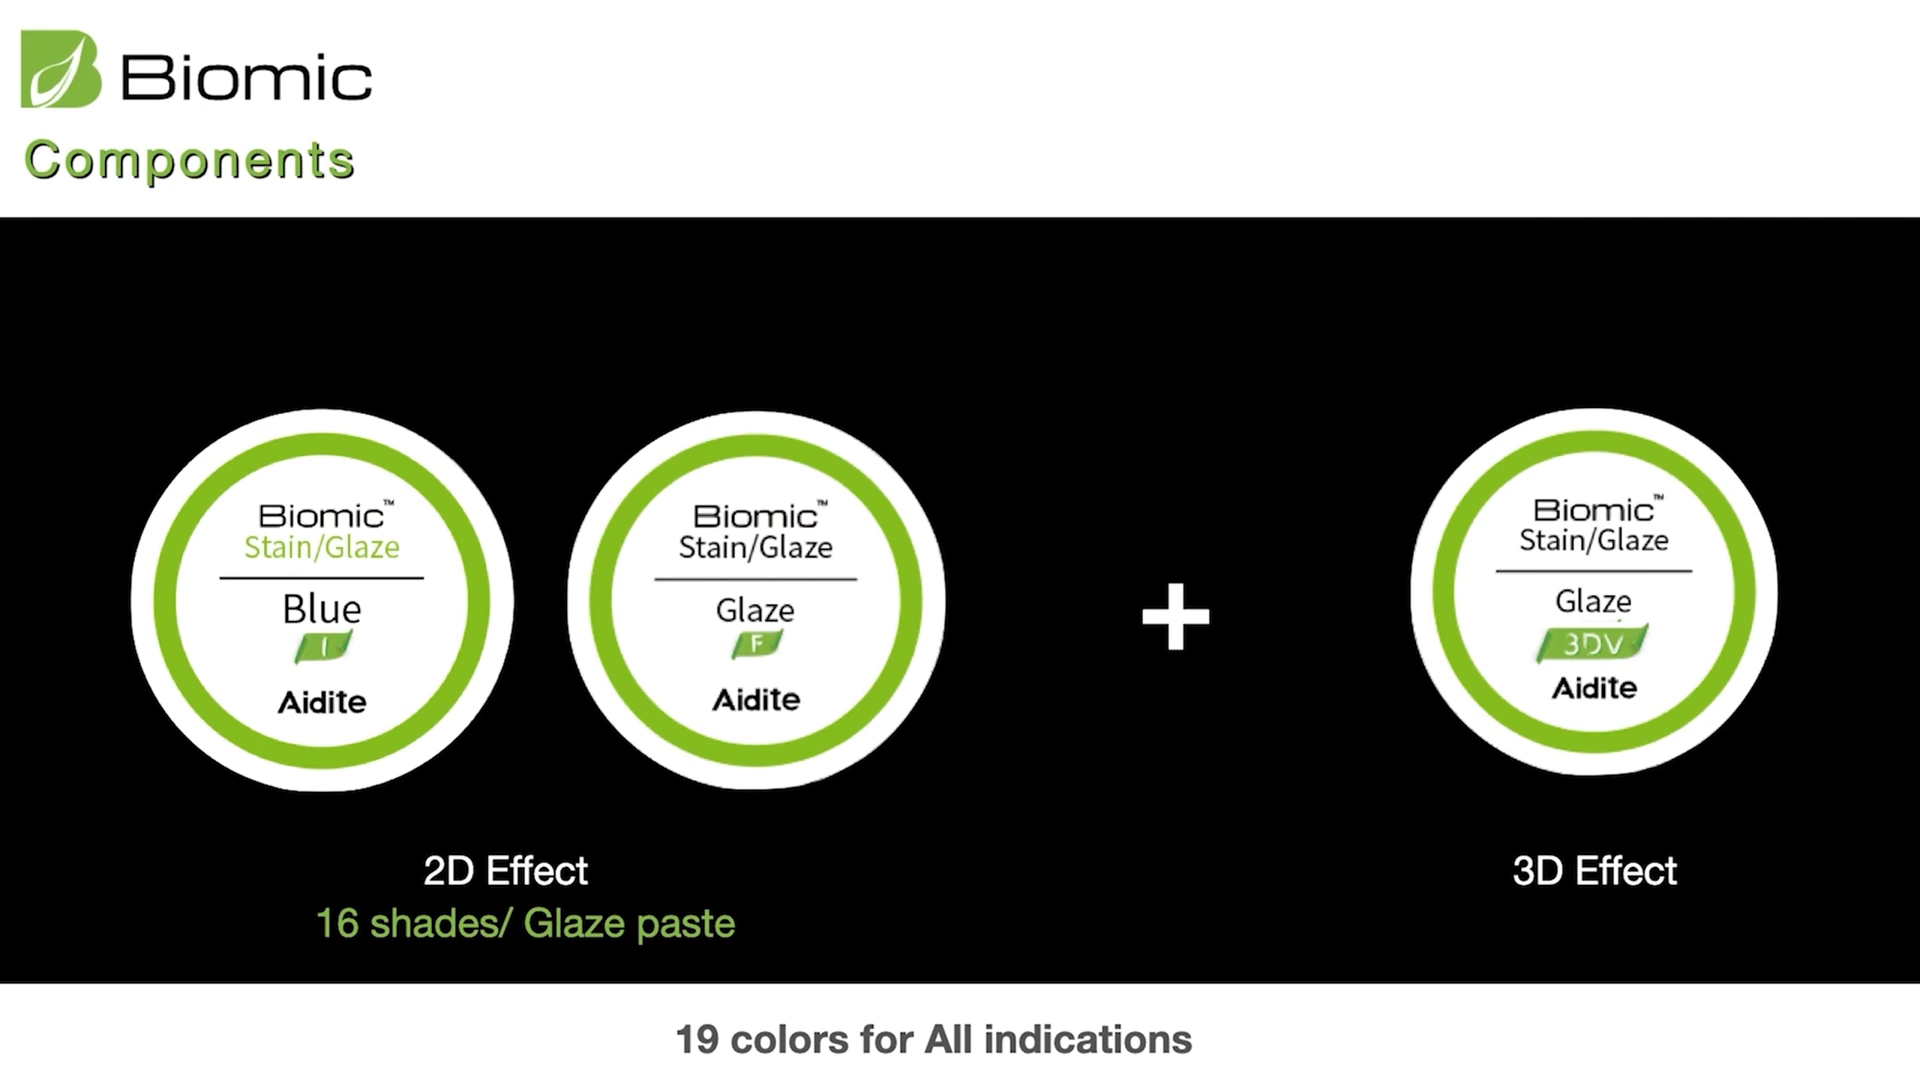 Biomic
Components
Biomic™
Stain/Glaze
Blue
I
Aidite
Biomic™
Stain/Glaze
Glaze
F
Aidite
+
Biomic™
Stain/Glaze
Glaze
3DV
Aidite
2D Effect
16 shades/ Glaze paste
3D Effect
19 colors for All indications